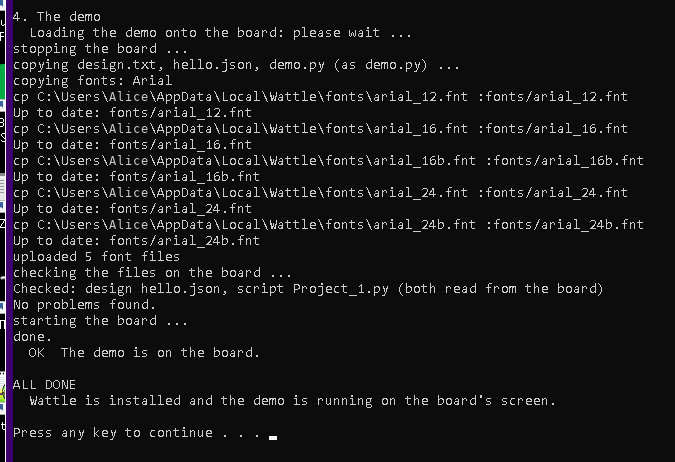 4. The demo
Loading the demo onto the board: please wait ...
stopping the board ...
copying design.txt, hello.json, demo.py (as demo.py) ...
copying fonts: Arial
cp C:\Users\Alice\AppData\Local\Wattle\fonts\arial_12.fnt :fonts/arial_12.fnt
Up to date: fonts/arial_12.fnt
cp C:\Users\Alice\AppData\Local\Wattle\fonts\arial_16.fnt :fonts/arial_16.fnt
Up to date: fonts/arial_16.fnt
cp C:\Users\Alice\AppData\Local\Wattle\fonts\arial_16b.fnt :fonts/arial_16b.fnt
Up to date: fonts/arial_16b.fnt
cp C:\Users\Alice\AppData\Local\Wattle\fonts\arial_24.fnt :fonts/arial_24.fnt
Up to date: fonts/arial_24.fnt
cp C:\Users\Alice\AppData\Local\Wattle\fonts\arial_24b.fnt :fonts/arial_24b.fnt
Up to date: fonts/arial_24b.fnt
uploaded 5 font files
checking the files on the board ...
Checked: design hello.json, script Project_1.py (both read from the board)
No problems found.
starting the board ...
done.
OK  The demo is on the board.
ALL DONE
Wattle is installed and the demo is running on the board's screen.
Press any key to continue . . .